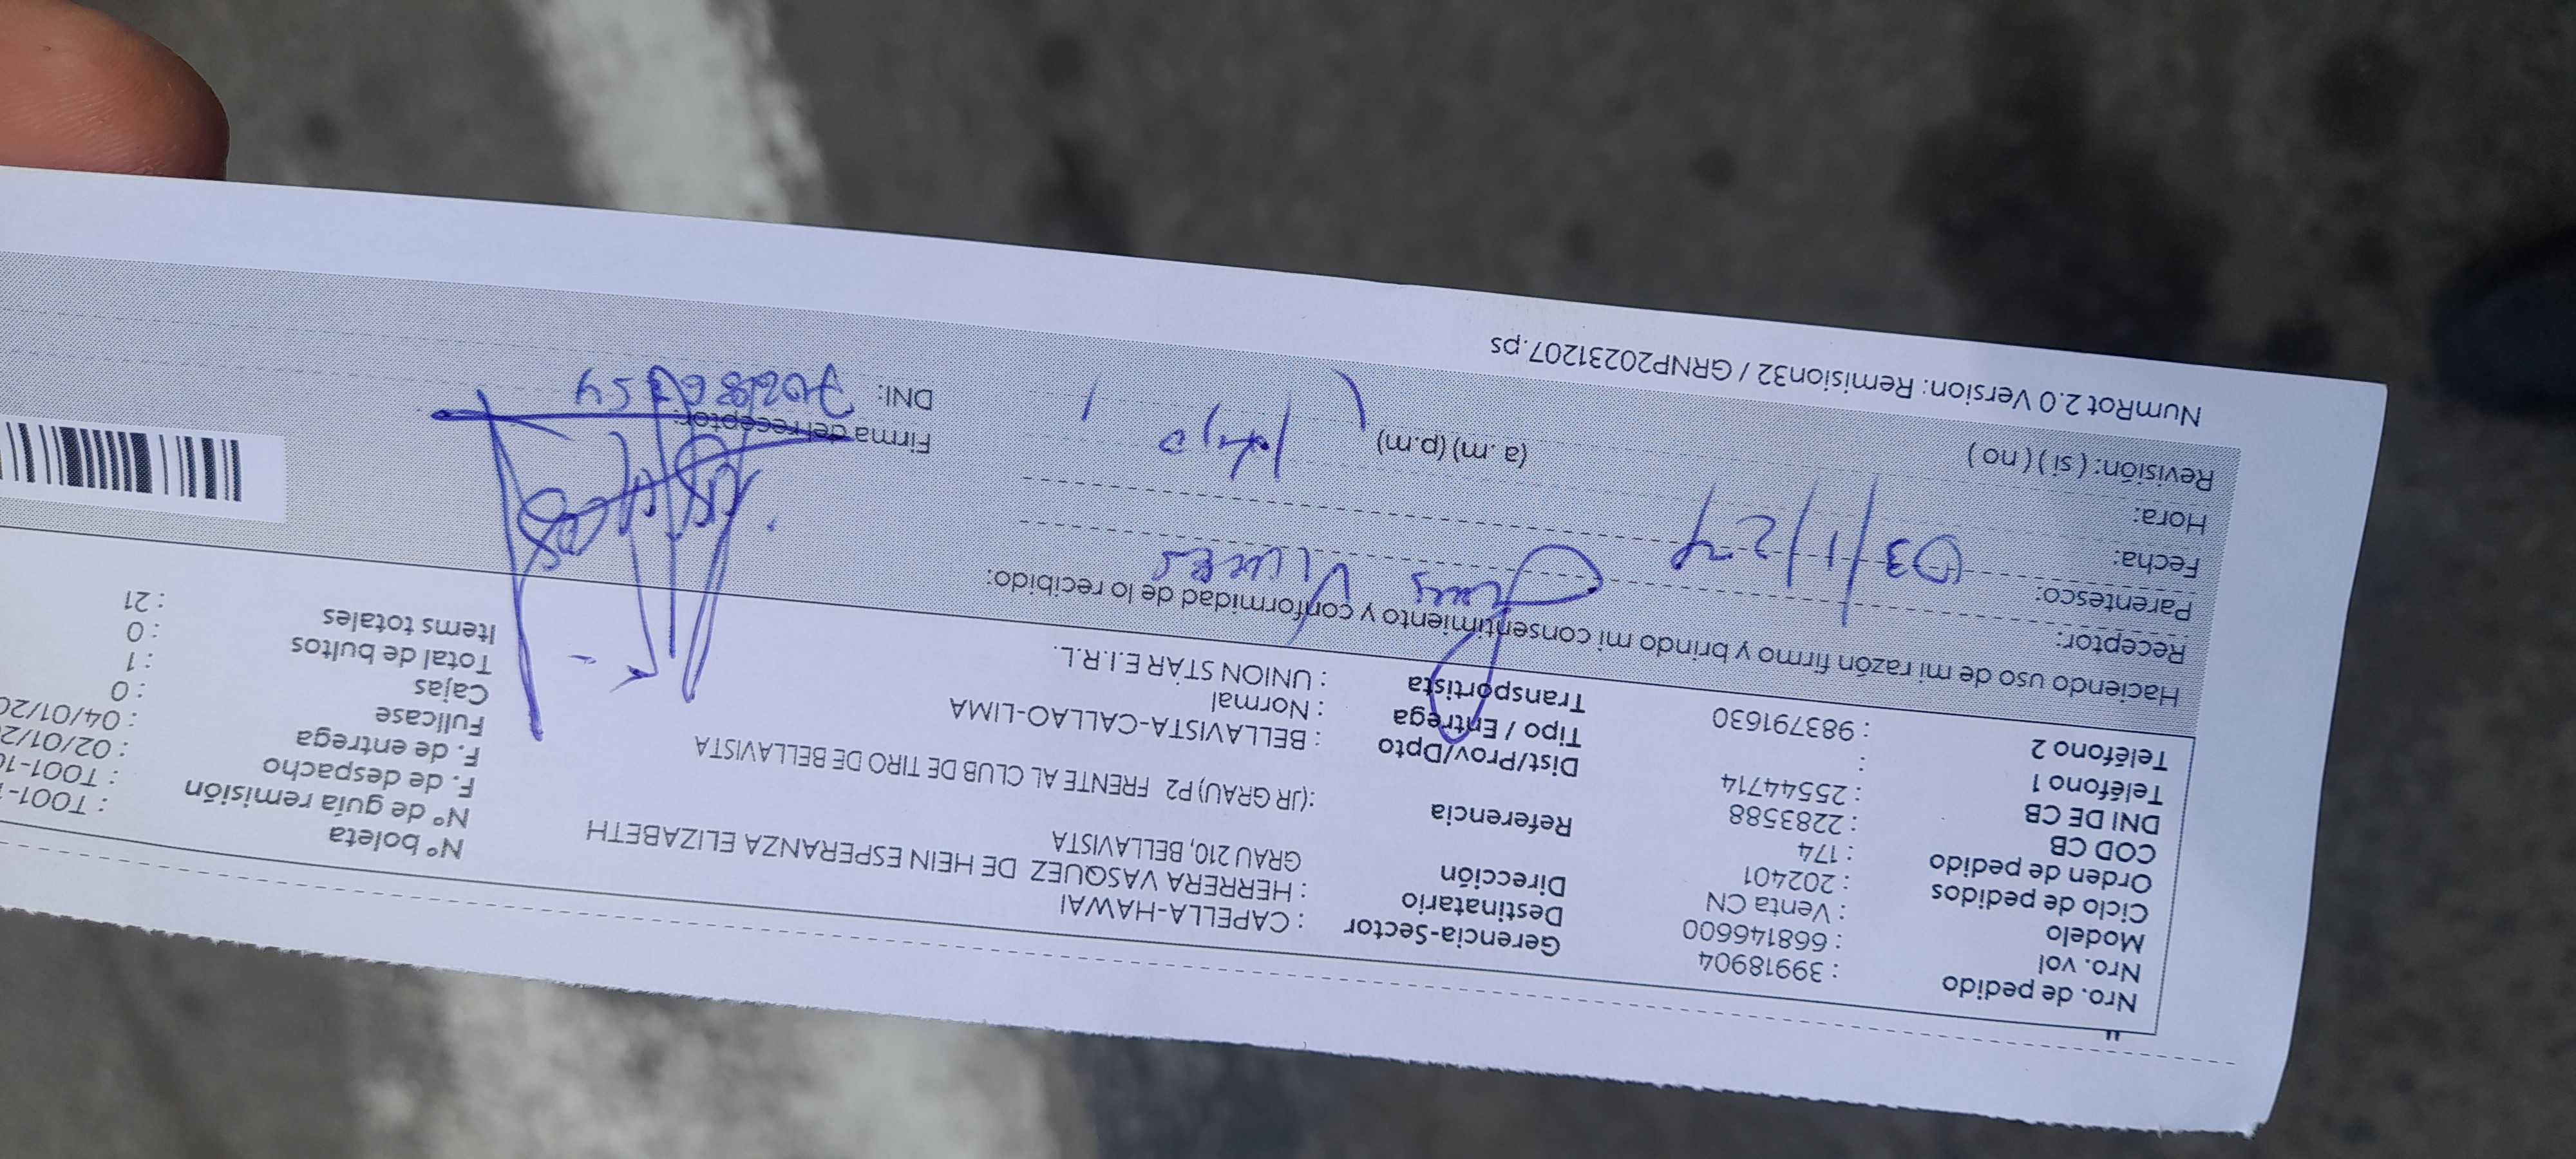 Nro. de pedido : 39918904
Nro. vol : 668146600
Modelo : Venta CN
Ciclo de pedidos : 202401
Orden de pedido : 174
COD CB : 2283588
DNI DE CB : 25544714
Teléfono 1 :
Teléfono 2 : 983791630
Gerencia-Sector : CAPELLA-HAWAI
Destinatario : HERRERA VASQUEZ DE HEIN ESPERANZA ELIZABETH
Dirección GRAU 210, BELLAVISTA
Referencia :(JR GRAU) P2 FRENTE AL CLUB DE TIRO DE BELLAVISTA
Dist/Prov/Dpto : BELLAVISTA-CALLAO-LIMA
Tipo / Entrega : Normal
Transportista : UNION STAR E.I.R.L.
N° boleta : T001-
N° de guía remisión : T001-10
F. de despacho : 02/01/2
F. de entrega : 04/01/20
Fullcase : 0
Cajas : 1
Total de bultos : 0
Items totales : 21
Haciendo uso de mi razón firmo y brindo mi consentimiento y conformidad de lo recibido:
Receptor:
Parentesco:
Fecha: 03/1/24
Hora: (a .m) (p.m)
Revisión: ( si ) ( no )
Firma del receptor:
DNI:
NumRot 2.0 Version: Remision32 / GRNP20231207.ps